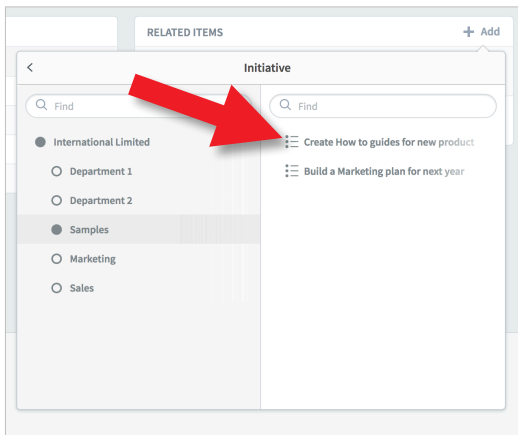 RELATED ITEMS
+ Add
<
Initiative
Find
Find
International Limited
Department 1
Department 2
Samples
Marketing
Sales
Create How to guides for new product
Build a Marketing plan for next year